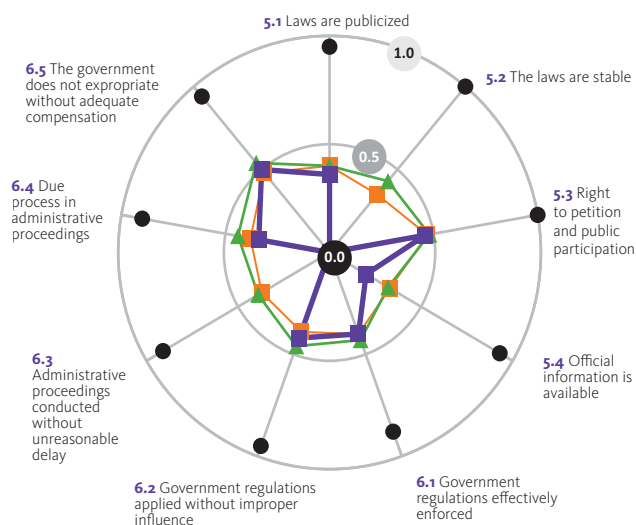 5.1 Laws are publicized
1.0
5.2 The laws are stable
6.5 The government
does not expropriate
without adequate
compensation
0.5
5.3 Right
to petition
and public
participation
6.4 Due
process in
administrative
proceedings
0.0
5.4 Official
information is
available
6.3
Administrative
proceedings
conducted
without
unreasonable
delay
6.2 Government regulations
applied without improper
influence
6.1 Government
regulations effectively
enforced